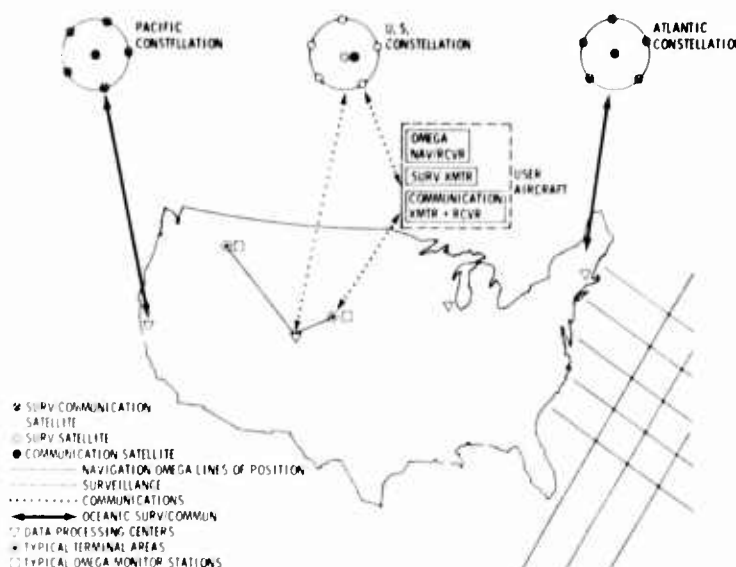 PACIFIC
CONSTELLATION
U.S.
CONSTELLATION
ATLANTIC
CONSTELLATION
OMEGA
NAV/RCVR
SURV XMTR
COMMUNICATION
XMTR + RCVR
USER
AIRCRAFT
SURV/COMMUNICATION
SATELLITE
SURV SATELLITE
COMMUNICATION SATELLITE
NAVIGATION OMEGA LINES OF POSITION
SURVEILLANCE
COMMUNICATIONS
OCEANIC SURV/COMMUN
DATA PROCESSING CENTERS
TYPICAL TERMINAL AREAS
TYPICAL OMEGA MONITOR STATIONS